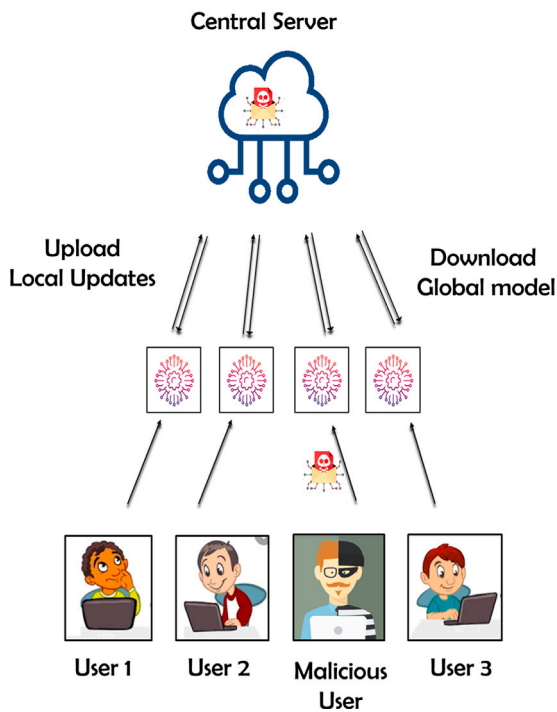 Central Server
Upload
Local Updates
Download
Global model
User 1
User 2
Malicious
User
User 3